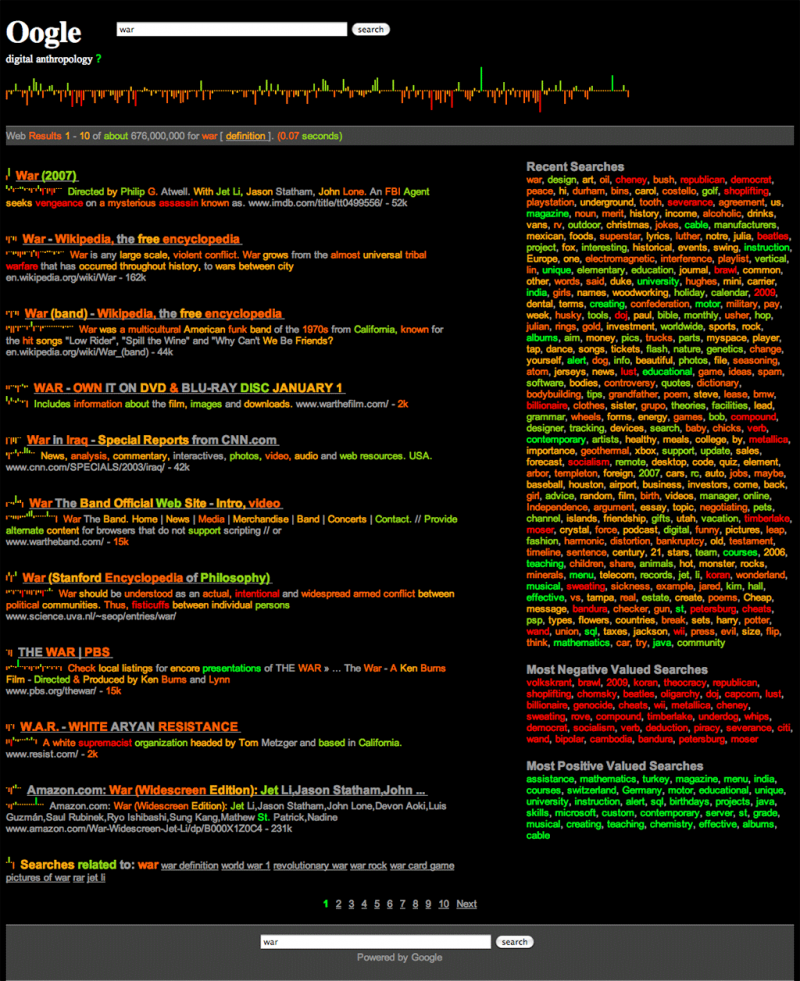 Oogle
war
search
digital anthropology ?
Web Results 1 - 10 of about 676,000,000 for war [ definition ]. (0.07 seconds)
War (2007)
Directed by Philip G. Atwell. With Jet Li, Jason Statham, John Lone. An FBI Agent
seeks vengeance on a mysterious assassin known as. www.imdb.com/title/tt0499556/ - 52k
War - Wikipedia, the free encyclopedia
War is any large scale, violent conflict. War grows from the almost universal tribal
warfare that has occurred throughout history, to wars between city
en.wikipedia.org/wiki/War - 162k
War (band) - Wikipedia, the free encyclopedia
War was a multicultural American funk band of the 1970s from California, known for
the hit songs "Low Rider", "Spill the Wine" and "Why Can't We Be Friends?
en.wikipedia.org/wiki/War_(band) - 44k
WAR - OWN IT ON DVD & BLU-RAY DISC JANUARY 1
Includes information about the film, images and downloads. www.warthefilm.com/ - 2k
War in Iraq - Special Reports from CNN.com
News, analysis, commentary, interactives, photos, video, audio and web resources. USA.
www.cnn.com/SPECIALS/2003/iraq/ - 42k
War The Band Official Web Site - Intro, video
War The Band. Home | News | Media | Merchandise | Band | Concerts | Contact. // Provide
alternate content for browsers that do not support scripting // or
www.wartheband.com/ - 15k
War (Stanford Encyclopedia of Philosophy)
War should be understood as an actual, intentional and widespread armed conflict between
political communities. Thus, fisticuffs between individual persons
www.science.uva.nl/~seop/entries/war/
THE WAR | PBS
Check local listings for encore presentations of THE WAR » ... The War - A Ken Burns
Film - Directed & Produced by Ken Burns and Lynn
www.pbs.org/thewar/ - 15k
W.A.R. - WHITE ARYAN RESISTANCE
A white supremacist organization headed by Tom Metzger and based in California.
www.resist.com/ - 2k
Amazon.com: War (Widescreen Edition): Jet Li,Jason Statham,John ...
Amazon.com: War (Widescreen Edition): Jet Li,Jason Statham,John Lone,Devon Aoki,Luis
Guzmán,Saul Rubinek,Ryo Ishibashi,Sung Kang,Mathew St. Patrick,Nadine
www.amazon.com/War-Widescreen-Jet-Li/dp/B000X1Z0C4 - 231k
Searches related to: war war definition world war 1 revolutionary war war rock war card game
pictures of war rar jet li
Recent Searches
war, design, art, oil, cheney, bush, republican, democrat,
peace, hi, durham, bins, carol, costello, golf, shoplifting,
playstation, underground, tooth, severance, agreement, us,
magazine, noun, merit, history, income, alcoholic, drinks,
vans, rv, outdoor, christmas, jokes, cable, manufacturers,
mexican, foods, superstar, lyrics, luther, notre, julia, beatles,
project, fox, interesting, historical, events, swing, instruction,
Europe, one, electromagnetic, interference, playlist, vertical,
lin, unique, elementary, education, journal, brawl, common,
other, words, said, duke, university, hughes, mini, carrier,
india, girls, names, woodworking, holiday, calendar, 2009,
dental, terms, creating, confederation, motor, military, pay,
week, husky, tools, doj, paul, bible, monthly, usher, hop,
julian, rings, gold, investment, worldwide, sports, rock,
albums, aim, money, pics, trucks, parts, myspace, player,
tap, dance, songs, tickets, flash, nature, genetics, change,
yourself, alert, dog, info, beautiful, photos, file, seasoning,
atom, jerseys, news, lust, educational, game, ideas, spam,
software, bodies, controversy, quotes, dictionary,
bodybuilding, tips, grandfather, poem, steve, lease, bmw,
billionaire, clothes, sister, grupo, theories, facilities, lead,
grammar, wheels, forms, energy, games, bob, compound,
designer, tracking, devices, search, baby, chicks, verb,
contemporary, artists, healthy, meals, college, by, metallica,
importance, geothermal, xbox, support, update, sales,
forecast, socialism, remote, desktop, code, quiz, element,
arbor, templeton, foreign, 2007, cars, rc, auto, jobs, maybe,
baseball, houston, airport, business, investors, come, back,
girl, advice, random, film, birth, videos, manager, online,
Independence, argument, essay, topic, negotiating, pets,
channel, islands, friendship, gifts, utah, vacation, timberlake,
moser, crystal, force, podcast, digital, funny, pictures, leap,
fashion, harmonic, distortion, bankruptcy, old, testament,
timeline, sentence, century, 21, stars, team, courses, 2006,
teaching, children, share, animals, hot, monster, rocks,
minerals, menu, telecom, records, jet, li, koran, wonderland,
musical, sweating, sickness, example, jared, kim, hall,
effective, vs, tampa, real, estate, create, poems, Cheap,
message, bandura, checker, gun, st, petersburg, cheats,
psp, types, flowers, countries, break, sets, harry, potter,
wand, union, sql, taxes, jackson, wii, press, evil, size, flip,
think, mathematics, car, try, java, community
Most Negative Valued Searches
volkskrant, brawl, 2009, koran, theocracy, republican,
shoplifting, chomsky, beatles, oligarchy, doj, capcom, lust,
billionaire, genocide, cheats, wii, metallica, cheney,
sweating, rove, compound, timberlake, underdog, whips,
democrat, socialism, verb, deduction, piracy, severance, citi,
wand, bipolar, cambodia, bandura, petersburg, moser
Most Positive Valued Searches
assistance, mathematics, turkey, magazine, menu, india,
courses, switzerland, Germany, motor, educational, unique,
university, instruction, alert, sql, birthdays, projects, java,
skills, microsoft, custom, contemporary, server, st, grade,
musical, creating, teaching, chemistry, effective, albums,
cable
1 2 3 4 5 6 7 8 9 10 Next
war
search
Powered by Google